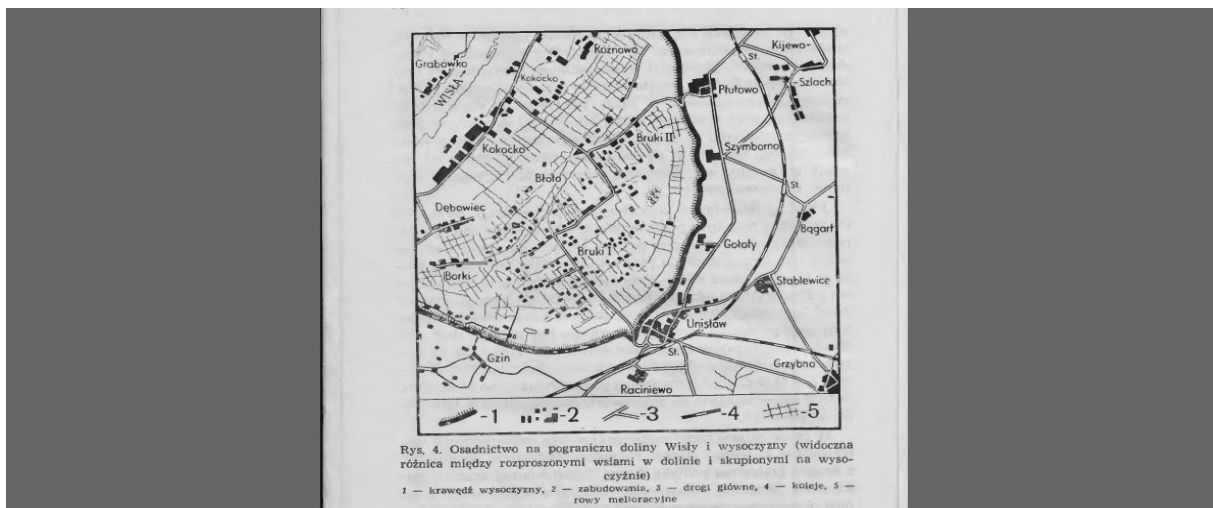 Grabowko
WISŁA
Kokocko
Roznowo
St.
Kijewo-
-Szlach.
Płutowo
Kokocko
Bruki II
Szymborno
Błoto
St.
Dębowiec
Bągart
Bruki I
Gołoty
Borki
Stablewice
Unisław
Gzin
St.
Grzybno
Raciniewo
-1
-2
-3
-4
-5
Rys. 4. Osadnictwo na pograniczu doliny Wisły i wysoczyzny (widoczna
różnica między rozproszonymi wsiami w dolinie i skupionymi na wyso-
czyźnie)
1 — krawędź wysoczyzny, 2 — zabudowania, 3 — drogi główne, 4 — koleje, 5 —
rowy melioracyjne